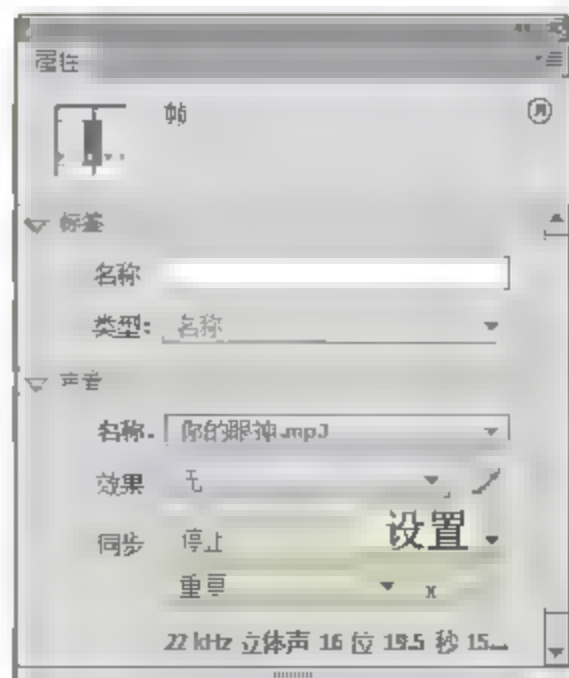 属性
帧
标签
名称
类型: 名称
声音
名称. 你的眼神.mp3
效果 无
同步 停止 设置
重复 x
22 kHz 立体声 16 位 19.5 秒 15...